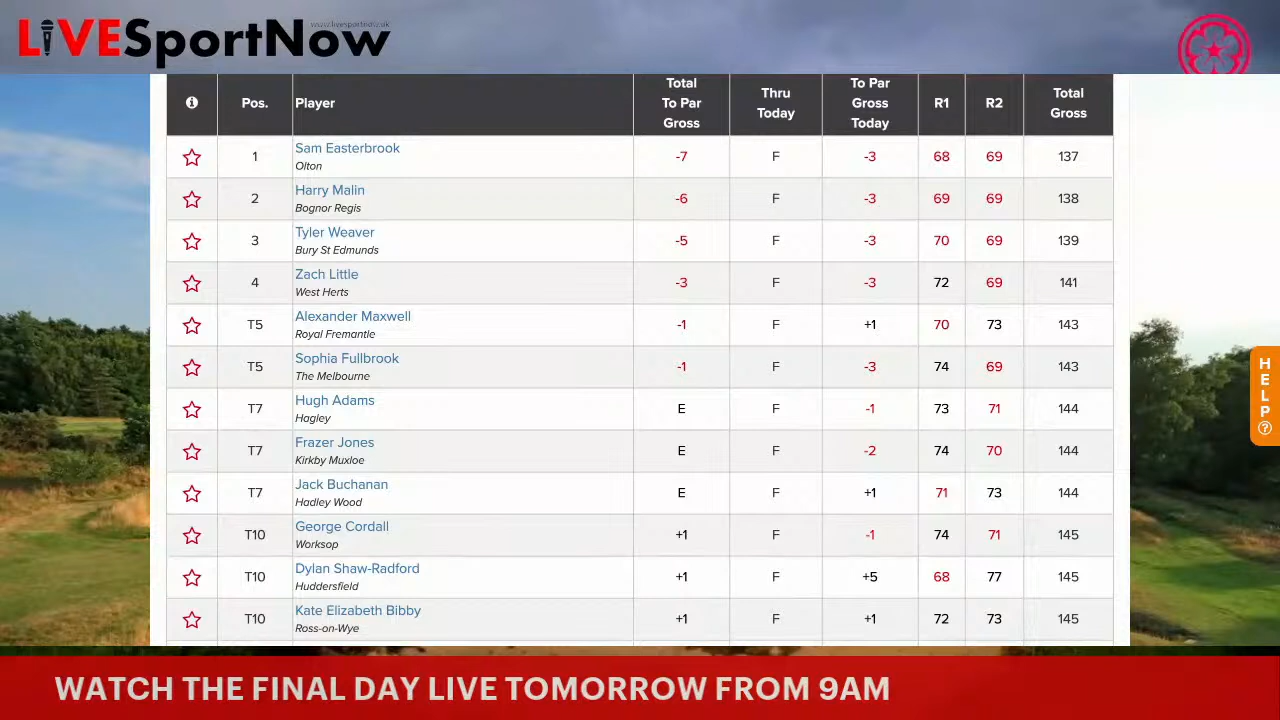 www.livesportnow.uk
LiVESportNow
Pos. Player Total To Par Gross Thru Today To Par Gross Today R1 R2 Total Gross
1 Sam Easterbrook -7 F -3 68 69 137
Olton
2 Harry Malin -6 F -3 69 69 138
Bognor Regis
3 Tyler Weaver -5 F -3 70 69 139
Bury St Edmunds
4 Zach Little -3 F -3 72 69 141
West Herts
T5 Alexander Maxwell -1 F +1 70 73 143
Royal Fremantle
T5 Sophia Fullbrook -1 F -3 74 69 143
The Melbourne
T7 Hugh Adams E F -1 73 71 144
Hagley
T7 Frazer Jones E F -2 74 70 144
Kirkby Muxloe
T7 Jack Buchanan E F +1 71 73 144
Hadley Wood
T10 George Cordall +1 F -1 74 71 145
Worksop
T10 Dylan Shaw-Radford +1 F +5 68 77 145
Huddersfield
T10 Kate Elizabeth Bibby +1 F +1 72 73 145
Ross-on-Wye
HELP?
WATCH THE FINAL DAY LIVE TOMORROW FROM 9AM